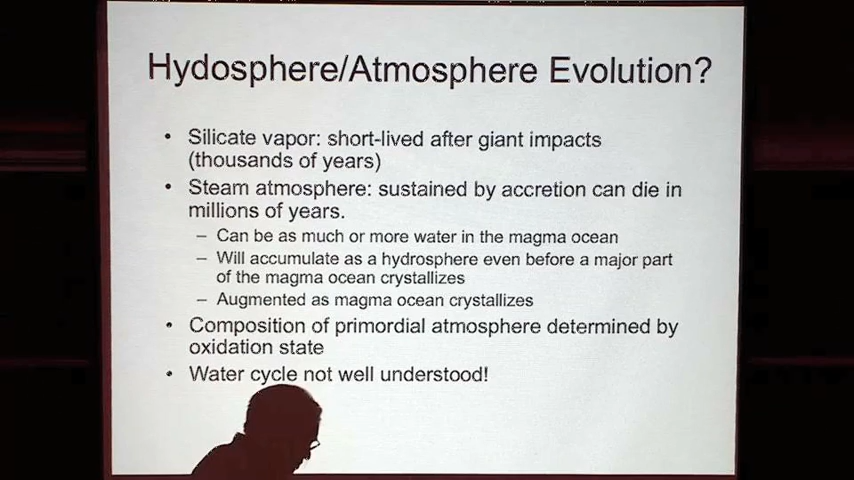 Hydosphere/Atmosphere Evolution?
• Silicate vapor: short-lived after giant impacts
(thousands of years)
• Steam atmosphere: sustained by accretion can die in
millions of years.
– Can be as much or more water in the magma ocean
– Will accumulate as a hydrosphere even before a major part
of the magma ocean crystallizes
– Augmented as magma ocean crystallizes
• Composition of primordial atmosphere determined by
oxidation state
• Water cycle not well understood!